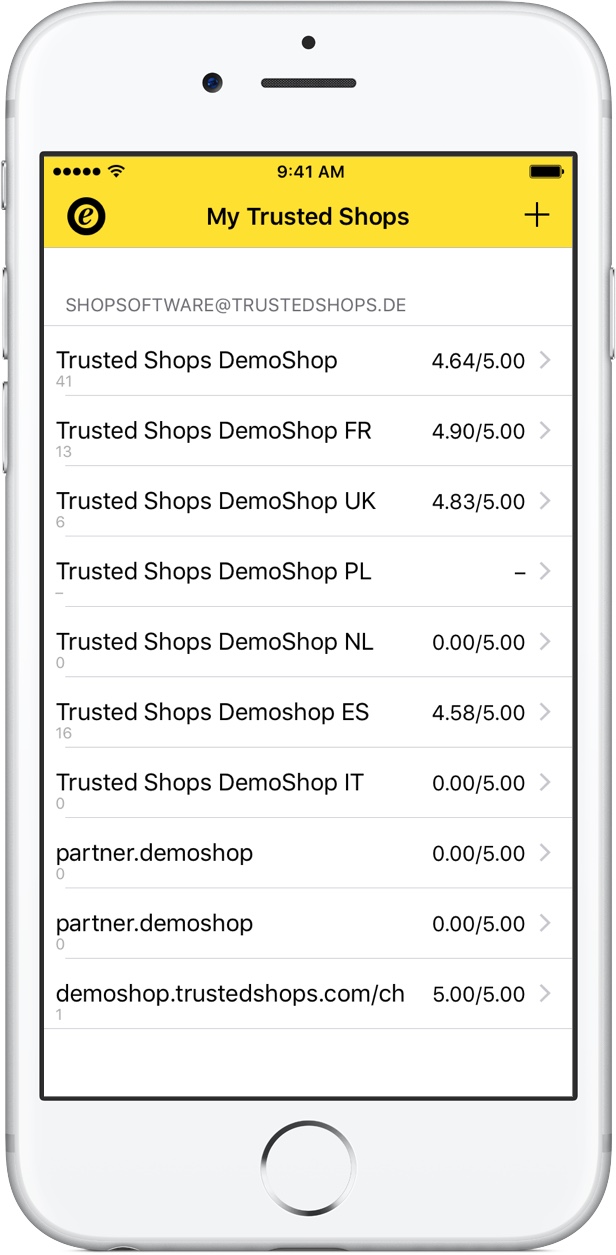 9:41 AM
e
My Trusted Shops
+
SHOPSOFTWARE@TRUSTEDSHOPS.DE
Trusted Shops DemoShop 4.64/5.00
41
Trusted Shops DemoShop FR 4.90/5.00
13
Trusted Shops DemoShop UK 4.83/5.00
6
Trusted Shops DemoShop PL –
–
Trusted Shops DemoShop NL 0.00/5.00
0
Trusted Shops Demoshop ES 4.58/5.00
16
Trusted Shops DemoShop IT 0.00/5.00
0
partner.demoshop 0.00/5.00
0
partner.demoshop 0.00/5.00
0
demoshop.trustedshops.com/ch 5.00/5.00
1